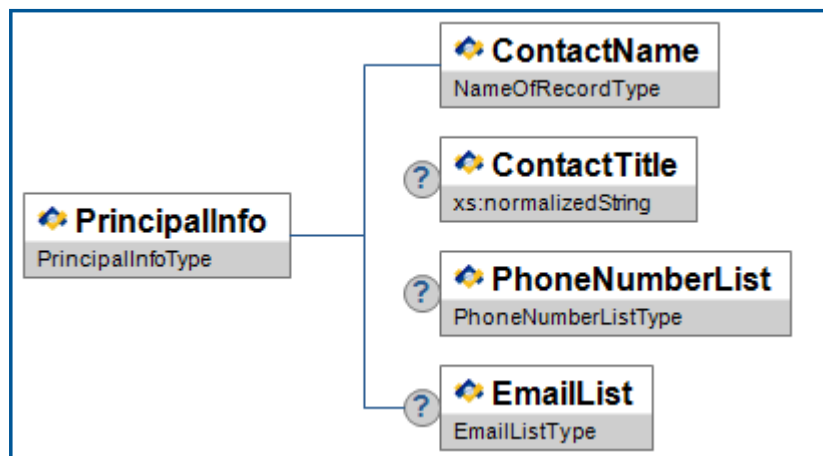 ContactName
NameOfRecordType
?
ContactTitle
xs:normalizedString
PrincipalInfo
PrincipalInfoType
?
PhoneNumberList
PhoneNumberListType
?
EmailList
EmailListType